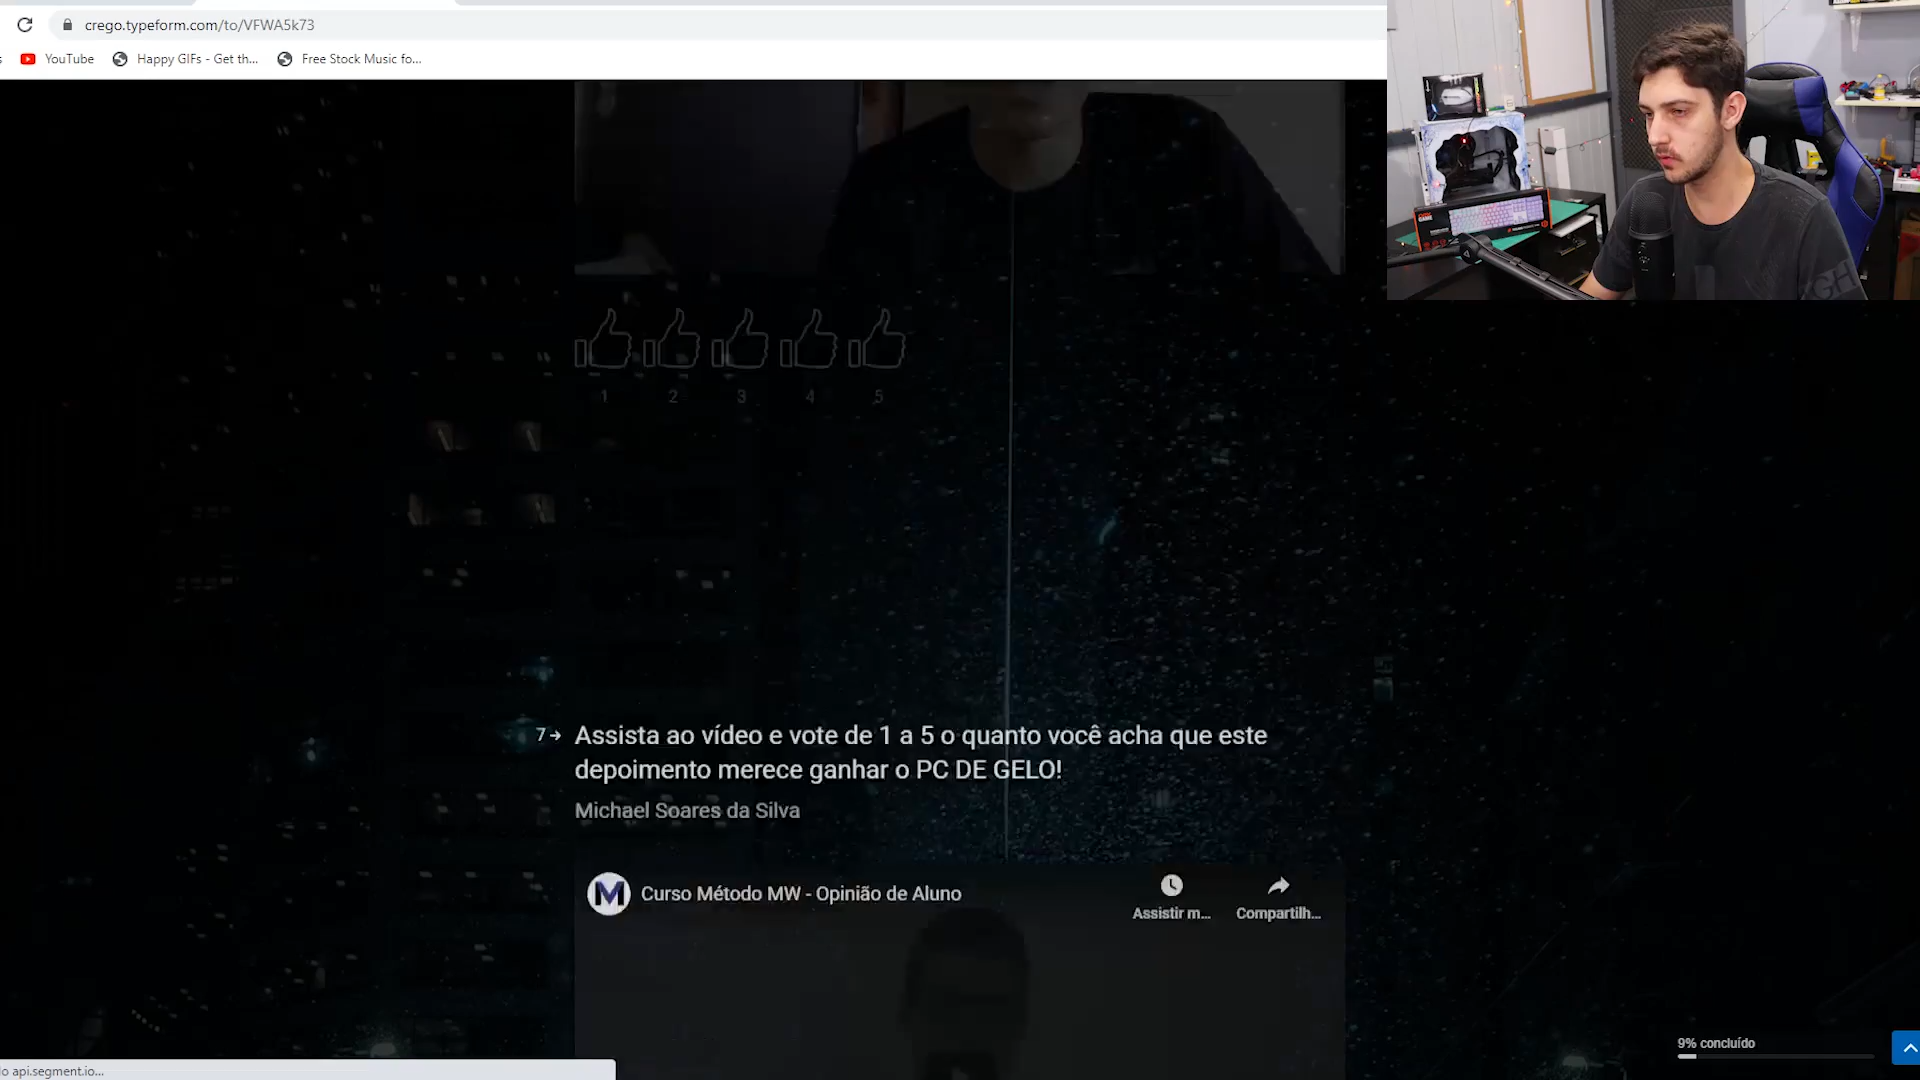 crego.typeform.com/to/VFWA5k73
YouTube
Happy GIFs - Get th...
Free Stock Music fo...
1 2 3 4 5
7 Assista ao vídeo e vote de 1 a 5 o quanto você acha que este
depoimento merece ganhar o PC DE GELO!
Michael Soares da Silva
Curso Método MW - Opinião de Aluno
Assistir m...
Compartilh...
9% concluído
api.segment.io...